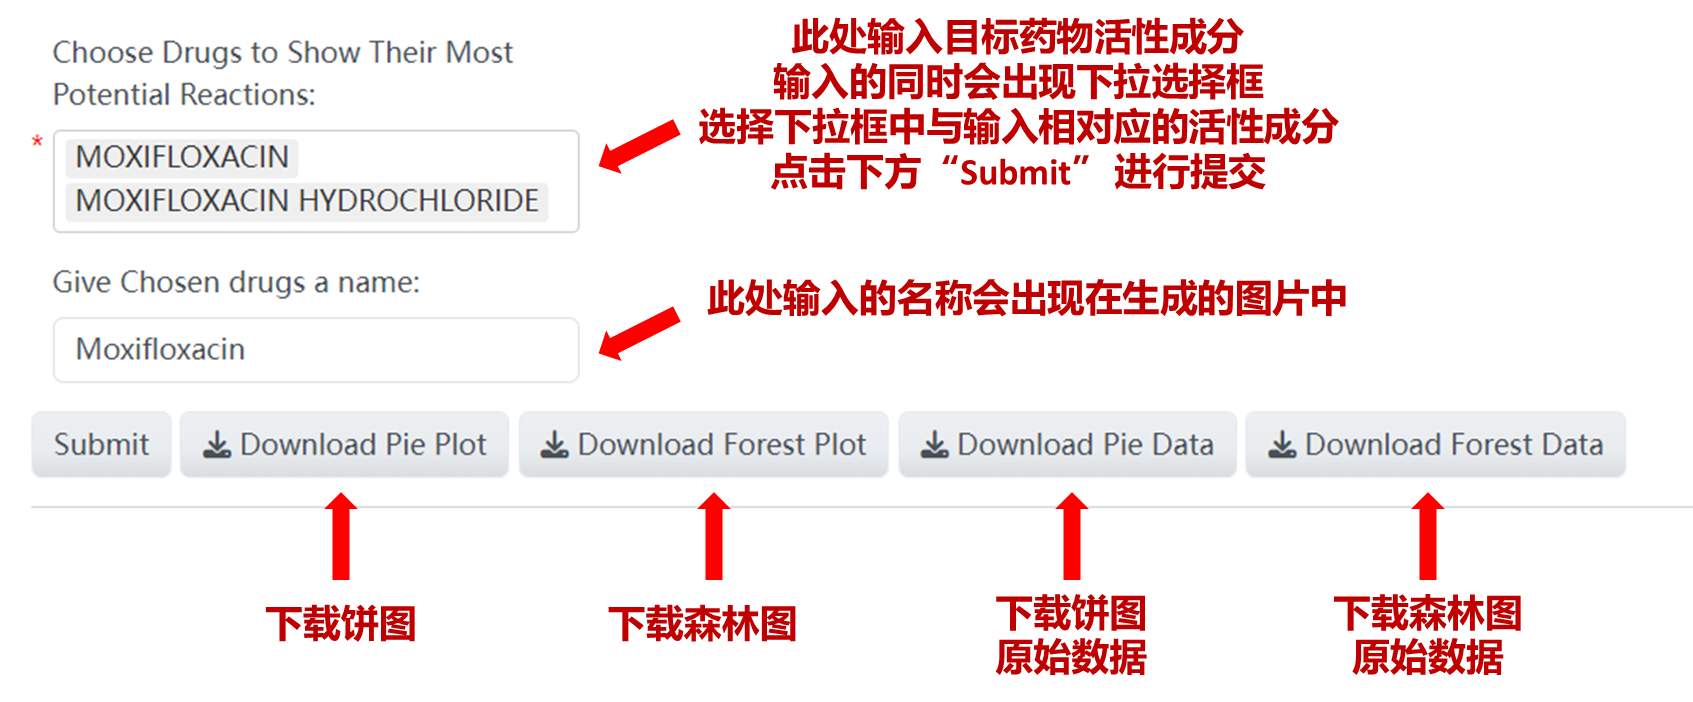 Choose Drugs to Show Their Most
Potential Reactions:
*
MOXIFLOXACIN
MOXIFLOXACIN HYDROCHLORIDE
此处输入目标药物活性成分
输入的同时会出现下拉选择框
选择下拉框中与输入相对应的活性成分
点击下方“Submit”进行提交
Give Chosen drugs a name:
Moxifloxacin
此处输入的名称会出现在生成的图片中
Submit
Download Pie Plot
Download Forest Plot
Download Pie Data
Download Forest Data
下载饼图
下载森林图
下载饼图
原始数据
下载森林图
原始数据